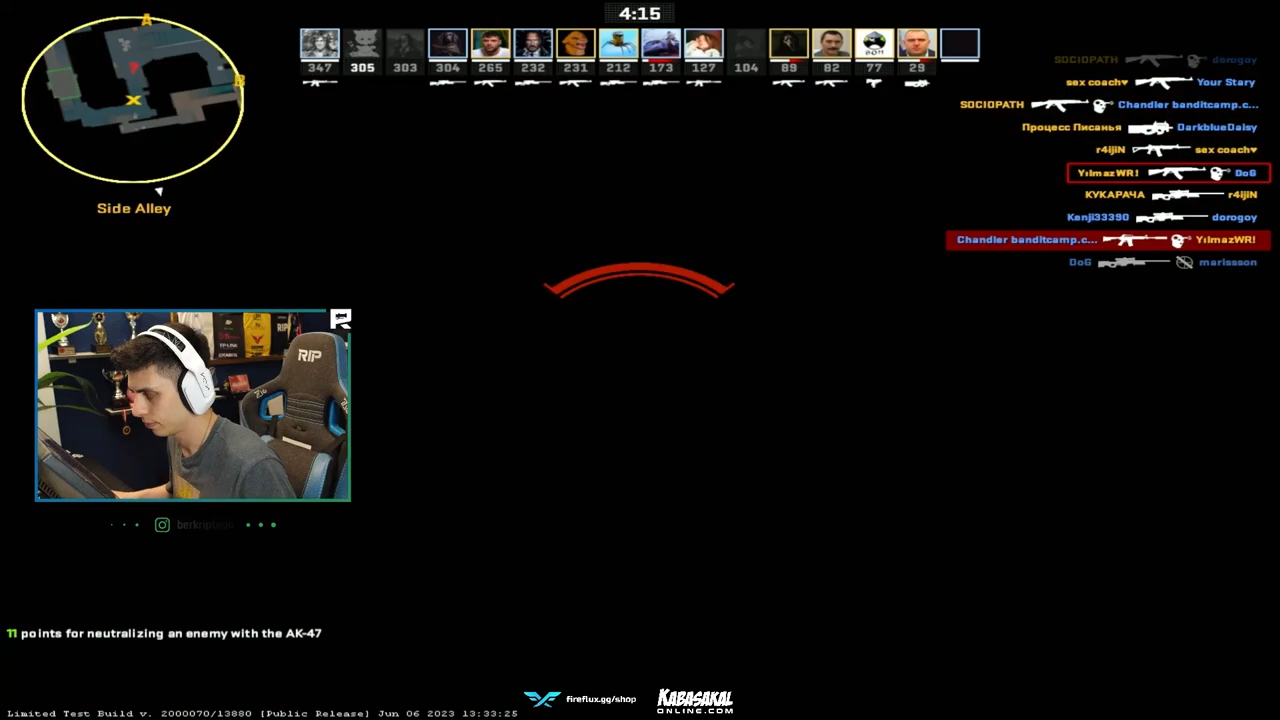 4:15
A
B
347 305 303 304 265 232 231 212 173 127 104 89 82 77 29
Side Alley
SOCIOPATH dorogoy
sex coach♥ Your Stary
SOCIOPATH Chandler banditcamp.c...
Процесс Писанья DarkblueDaisy
r4ijiN sex coach♥
YılmazWR! DoG
КУКАРАЧА r4ijiN
Kenji33390 dorogoy
Chandler banditcamp.c... YılmazWR!
DoG marissson
RIP
RIP
11 points for neutralizing an enemy with the AK-47
fireflux.gg/shop
KABASAKAL
ONLINE.COM
Limited Test Build v. 2000070/13880 [Public Release] Jun 06 2023 13:33:25